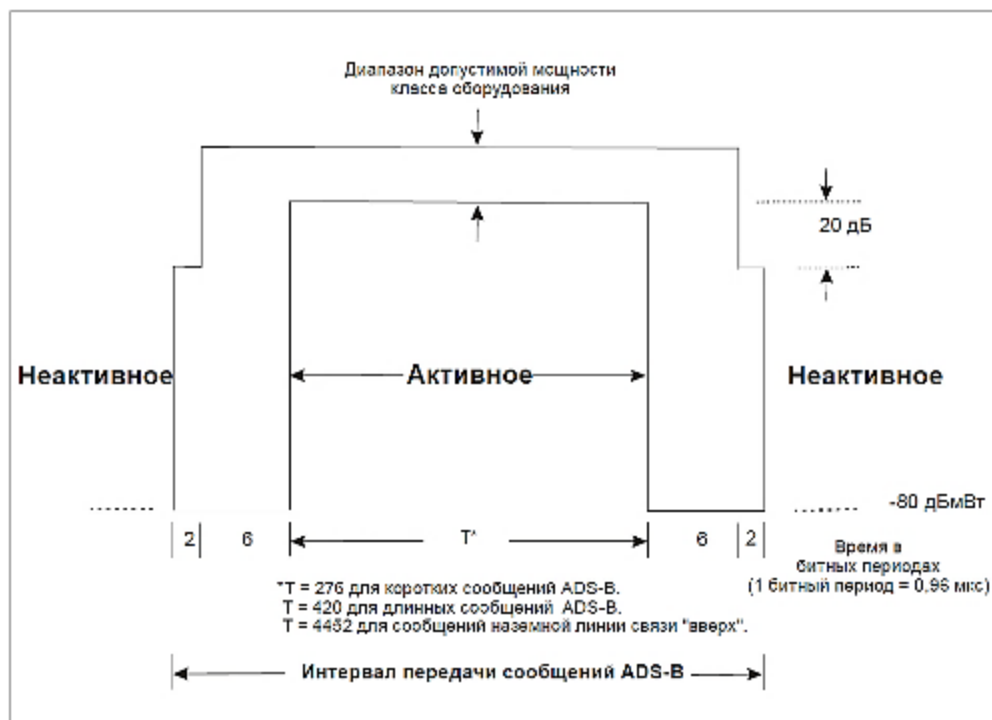 Диапазон допустимой мощности
класса оборудования
20 дБ
Неактивное
Активное
Неактивное
-80 дБмВт
2
6
T*
6
2
Время в
битных периодах
(1 битный период = 0,96 мкс)
*T = 276 для коротких сообщений ADS-B.
T = 420 для длинных сообщений ADS-B.
T = 4452 для сообщений наземной линии связи "вверх".
Интервал передачи сообщений ADS-B